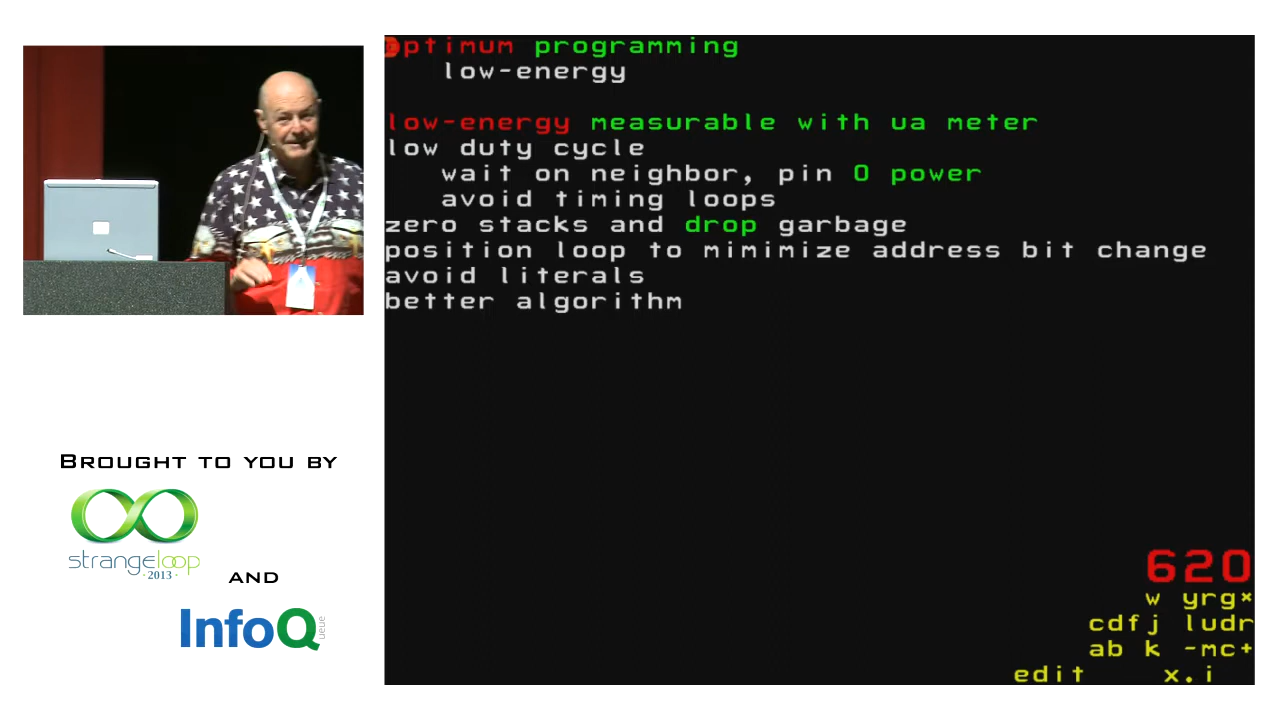 optimum programming
low-energy
low-energy measurable with ua meter
low duty cycle
wait on neighbor, pin 0 power
avoid timing loops
zero stacks and drop garbage
position loop to mimimize address bit change
avoid literals
better algorithm
620
w yrg*
cdfj ludr
ab k -mc+
edit x.i
BROUGHT TO YOU BY
strangeloop
·2013·
AND
InfoQ
ueue